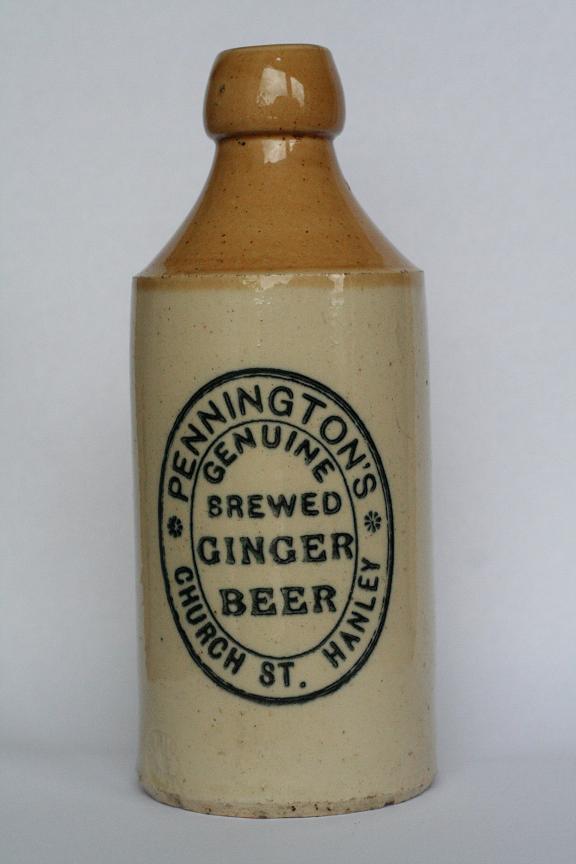 PENNINGTON'S
GENUINE
BREWED
GINGER
BEER
CHURCH ST. HANLEY